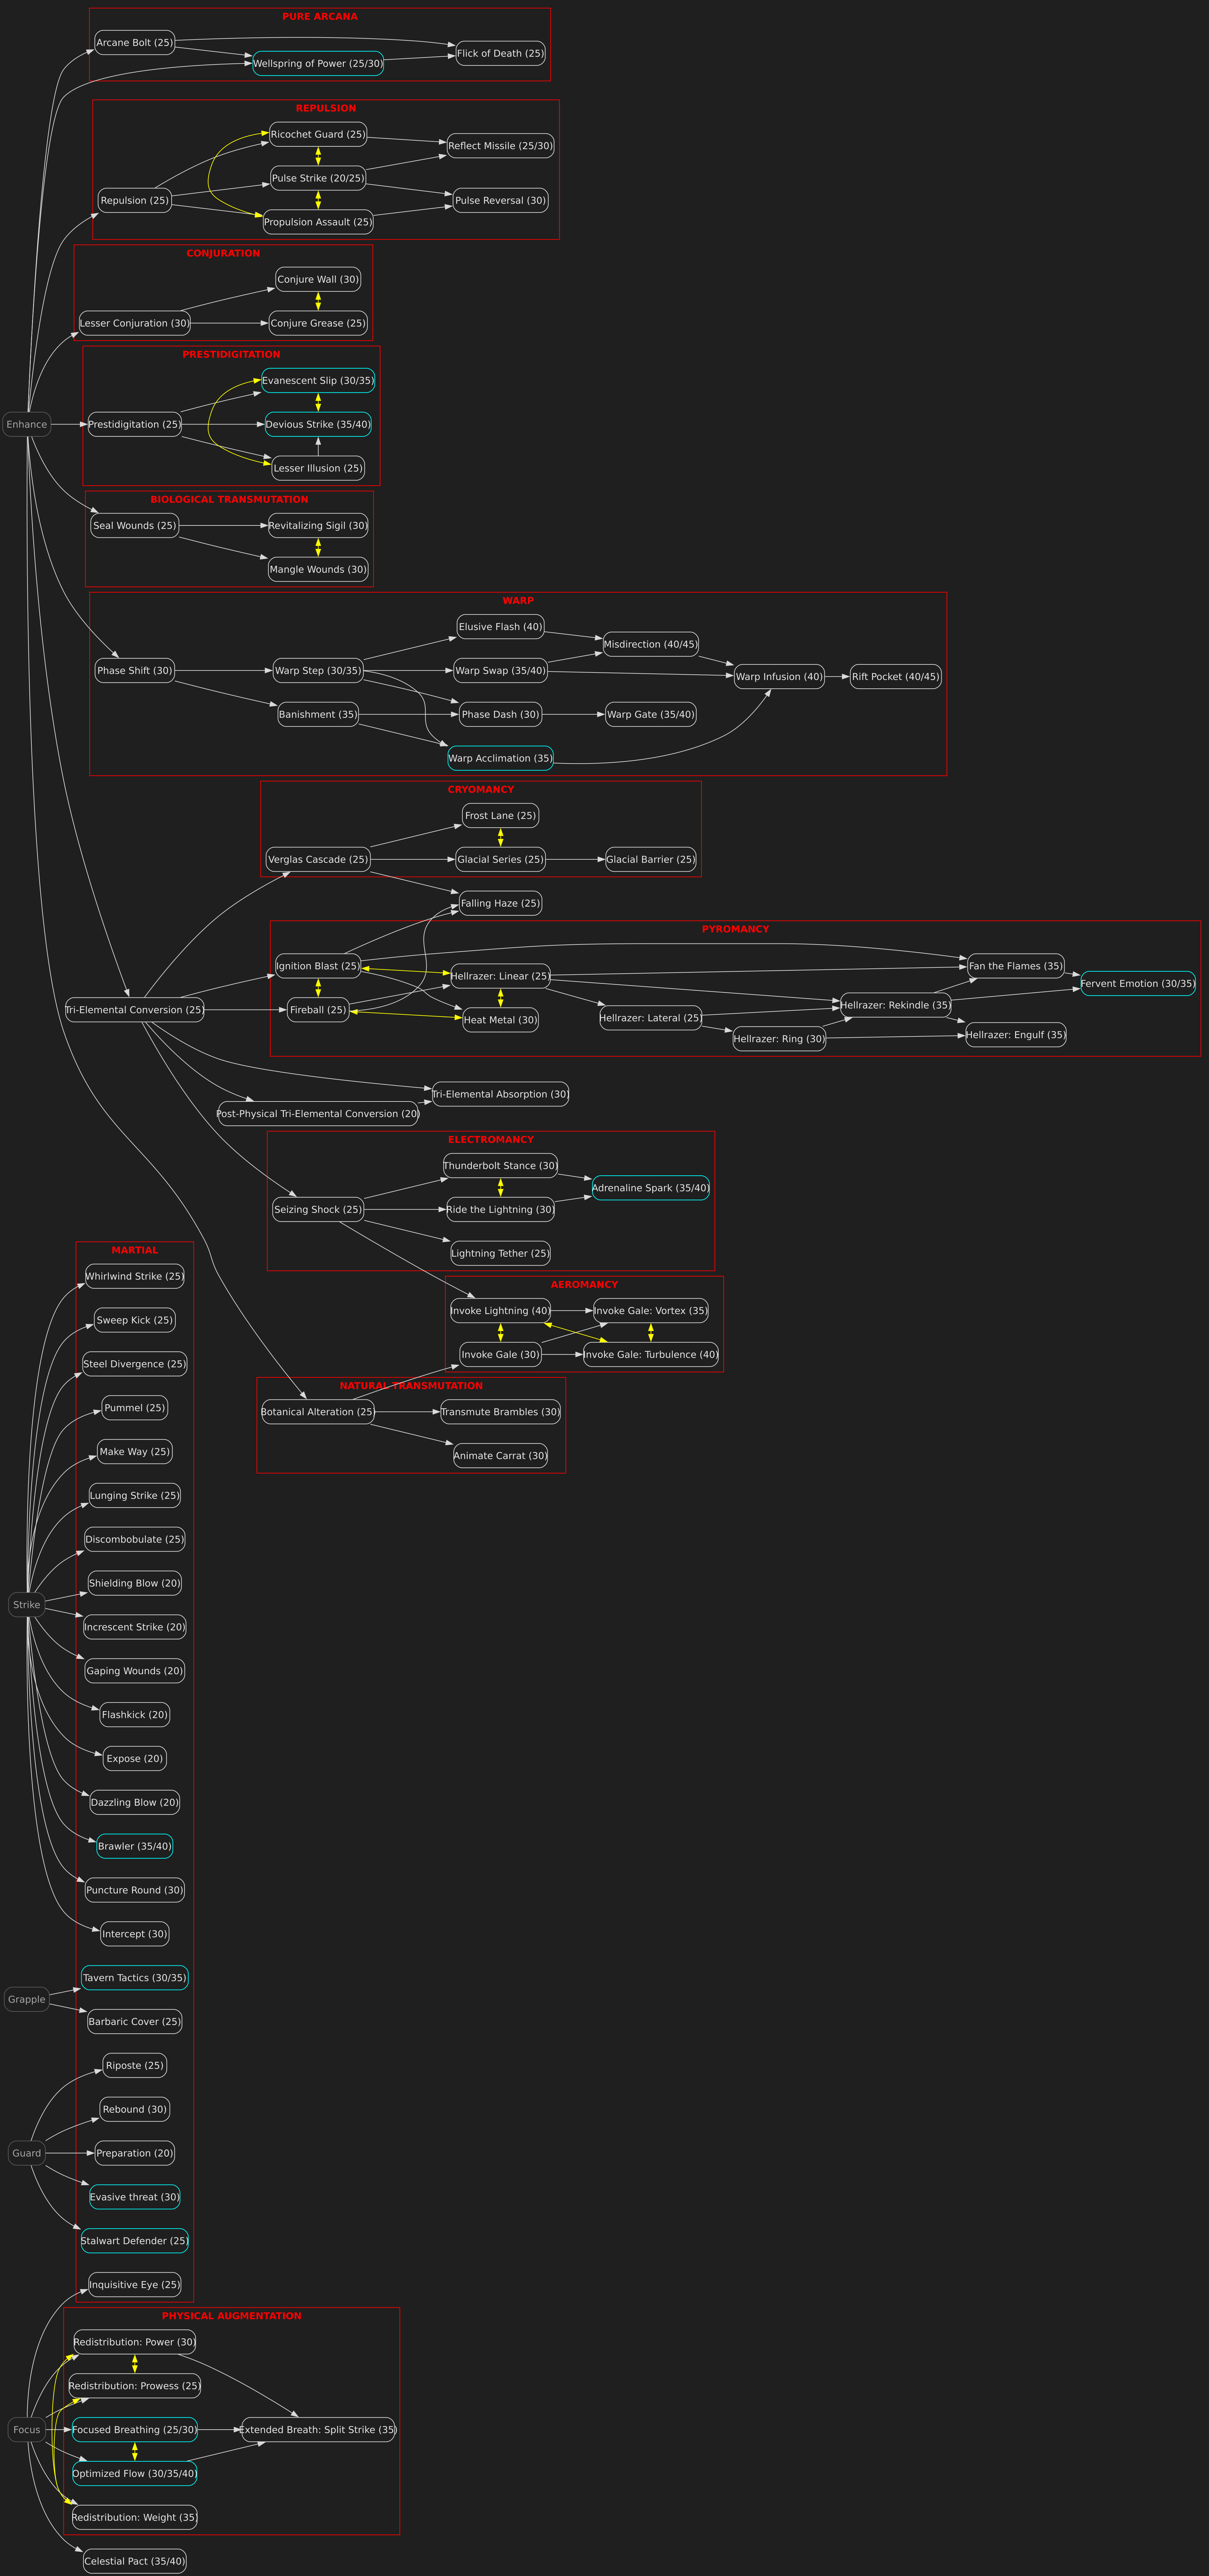 PURE ARCANA
Arcane Bolt (25)
Wellspring of Power (25/30)
Flick of Death (25)
REPULSION
Ricochet Guard (25)
Reflect Missile (25/30)
Pulse Strike (20/25)
Repulsion (25)
Pulse Reversal (30)
Propulsion Assault (25)
CONJURATION
Conjure Wall (30)
Lesser Conjuration (30)
Conjure Grease (25)
PRESTIDIGITATION
Evanescent Slip (30/35)
Enhance
Prestidigitation (25)
Devious Strike (35/40)
Lesser Illusion (25)
BIOLOGICAL TRANSMUTATION
Seal Wounds (25)
Revitalizing Sigil (30)
Mangle Wounds (30)
WARP
Elusive Flash (40)
Misdirection (40/45)
Phase Shift (30)
Warp Step (30/35)
Warp Swap (35/40)
Warp Infusion (40)
Rift Pocket (40/45)
Banishment (35)
Phase Dash (30)
Warp Gate (35/40)
Warp Acclimation (35)
CRYOMANCY
Frost Lane (25)
Verglas Cascade (25)
Glacial Series (25)
Glacial Barrier (25)
Falling Haze (25)
PYROMANCY
Ignition Blast (25)
Hellrazer: Linear (25)
Fan the Flames (35)
Fervent Emotion (30/35)
Tri-Elemental Conversion (25)
Fireball (25)
Heat Metal (30)
Hellrazer: Lateral (25)
Hellrazer: Rekindle (35)
Hellrazer: Ring (30)
Hellrazer: Engulf (35)
Tri-Elemental Absorption (30)
Post-Physical Tri-Elemental Conversion (20)
ELECTROMANCY
Thunderbolt Stance (30)
Adrenaline Spark (35/40)
Seizing Shock (25)
Ride the Lightning (30)
Lightning Tether (25)
AEROMANCY
Invoke Lightning (40)
Invoke Gale: Vortex (35)
Invoke Gale (30)
Invoke Gale: Turbulence (40)
NATURAL TRANSMUTATION
Botanical Alteration (25)
Transmute Brambles (30)
Animate Carrat (30)
MARTIAL
Whirlwind Strike (25)
Sweep Kick (25)
Steel Divergence (25)
Pummel (25)
Make Way (25)
Lunging Strike (25)
Discombobulate (25)
Shielding Blow (20)
Strike
Increscent Strike (20)
Gaping Wounds (20)
Flashkick (20)
Expose (20)
Dazzling Blow (20)
Brawler (35/40)
Puncture Round (30)
Intercept (30)
Tavern Tactics (30/35)
Grapple
Barbaric Cover (25)
Riposte (25)
Rebound (30)
Guard
Preparation (20)
Evasive threat (30)
Stalwart Defender (25)
Inquisitive Eye (25)
PHYSICAL AUGMENTATION
Redistribution: Power (30)
Redistribution: Prowess (25)
Focus
Focused Breathing (25/30)
Extended Breath: Split Strike (35)
Optimized Flow (30/35/40)
Redistribution: Weight (35)
Celestial Pact (35/40)